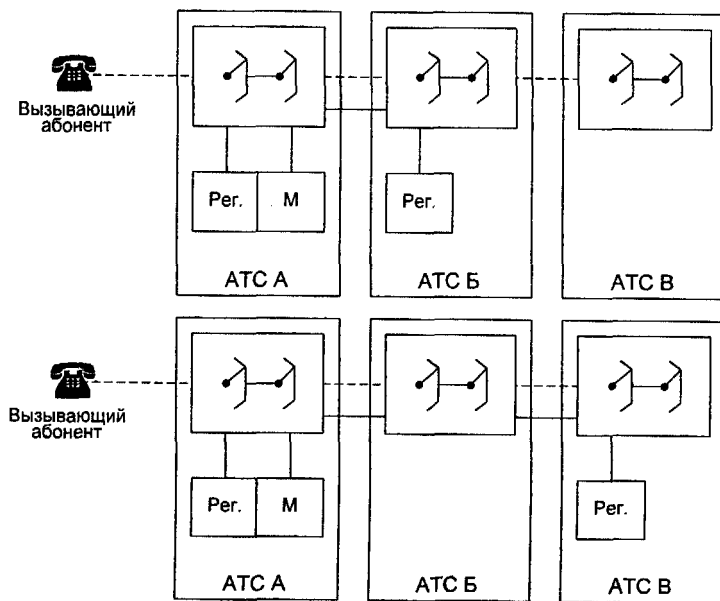 Вызывающий
абонент
Рег.
М
Рег.
АТС А
АТС Б
АТС В
Вызывающий
абонент
Рег.
М
Рег.
АТС А
АТС Б
АТС В